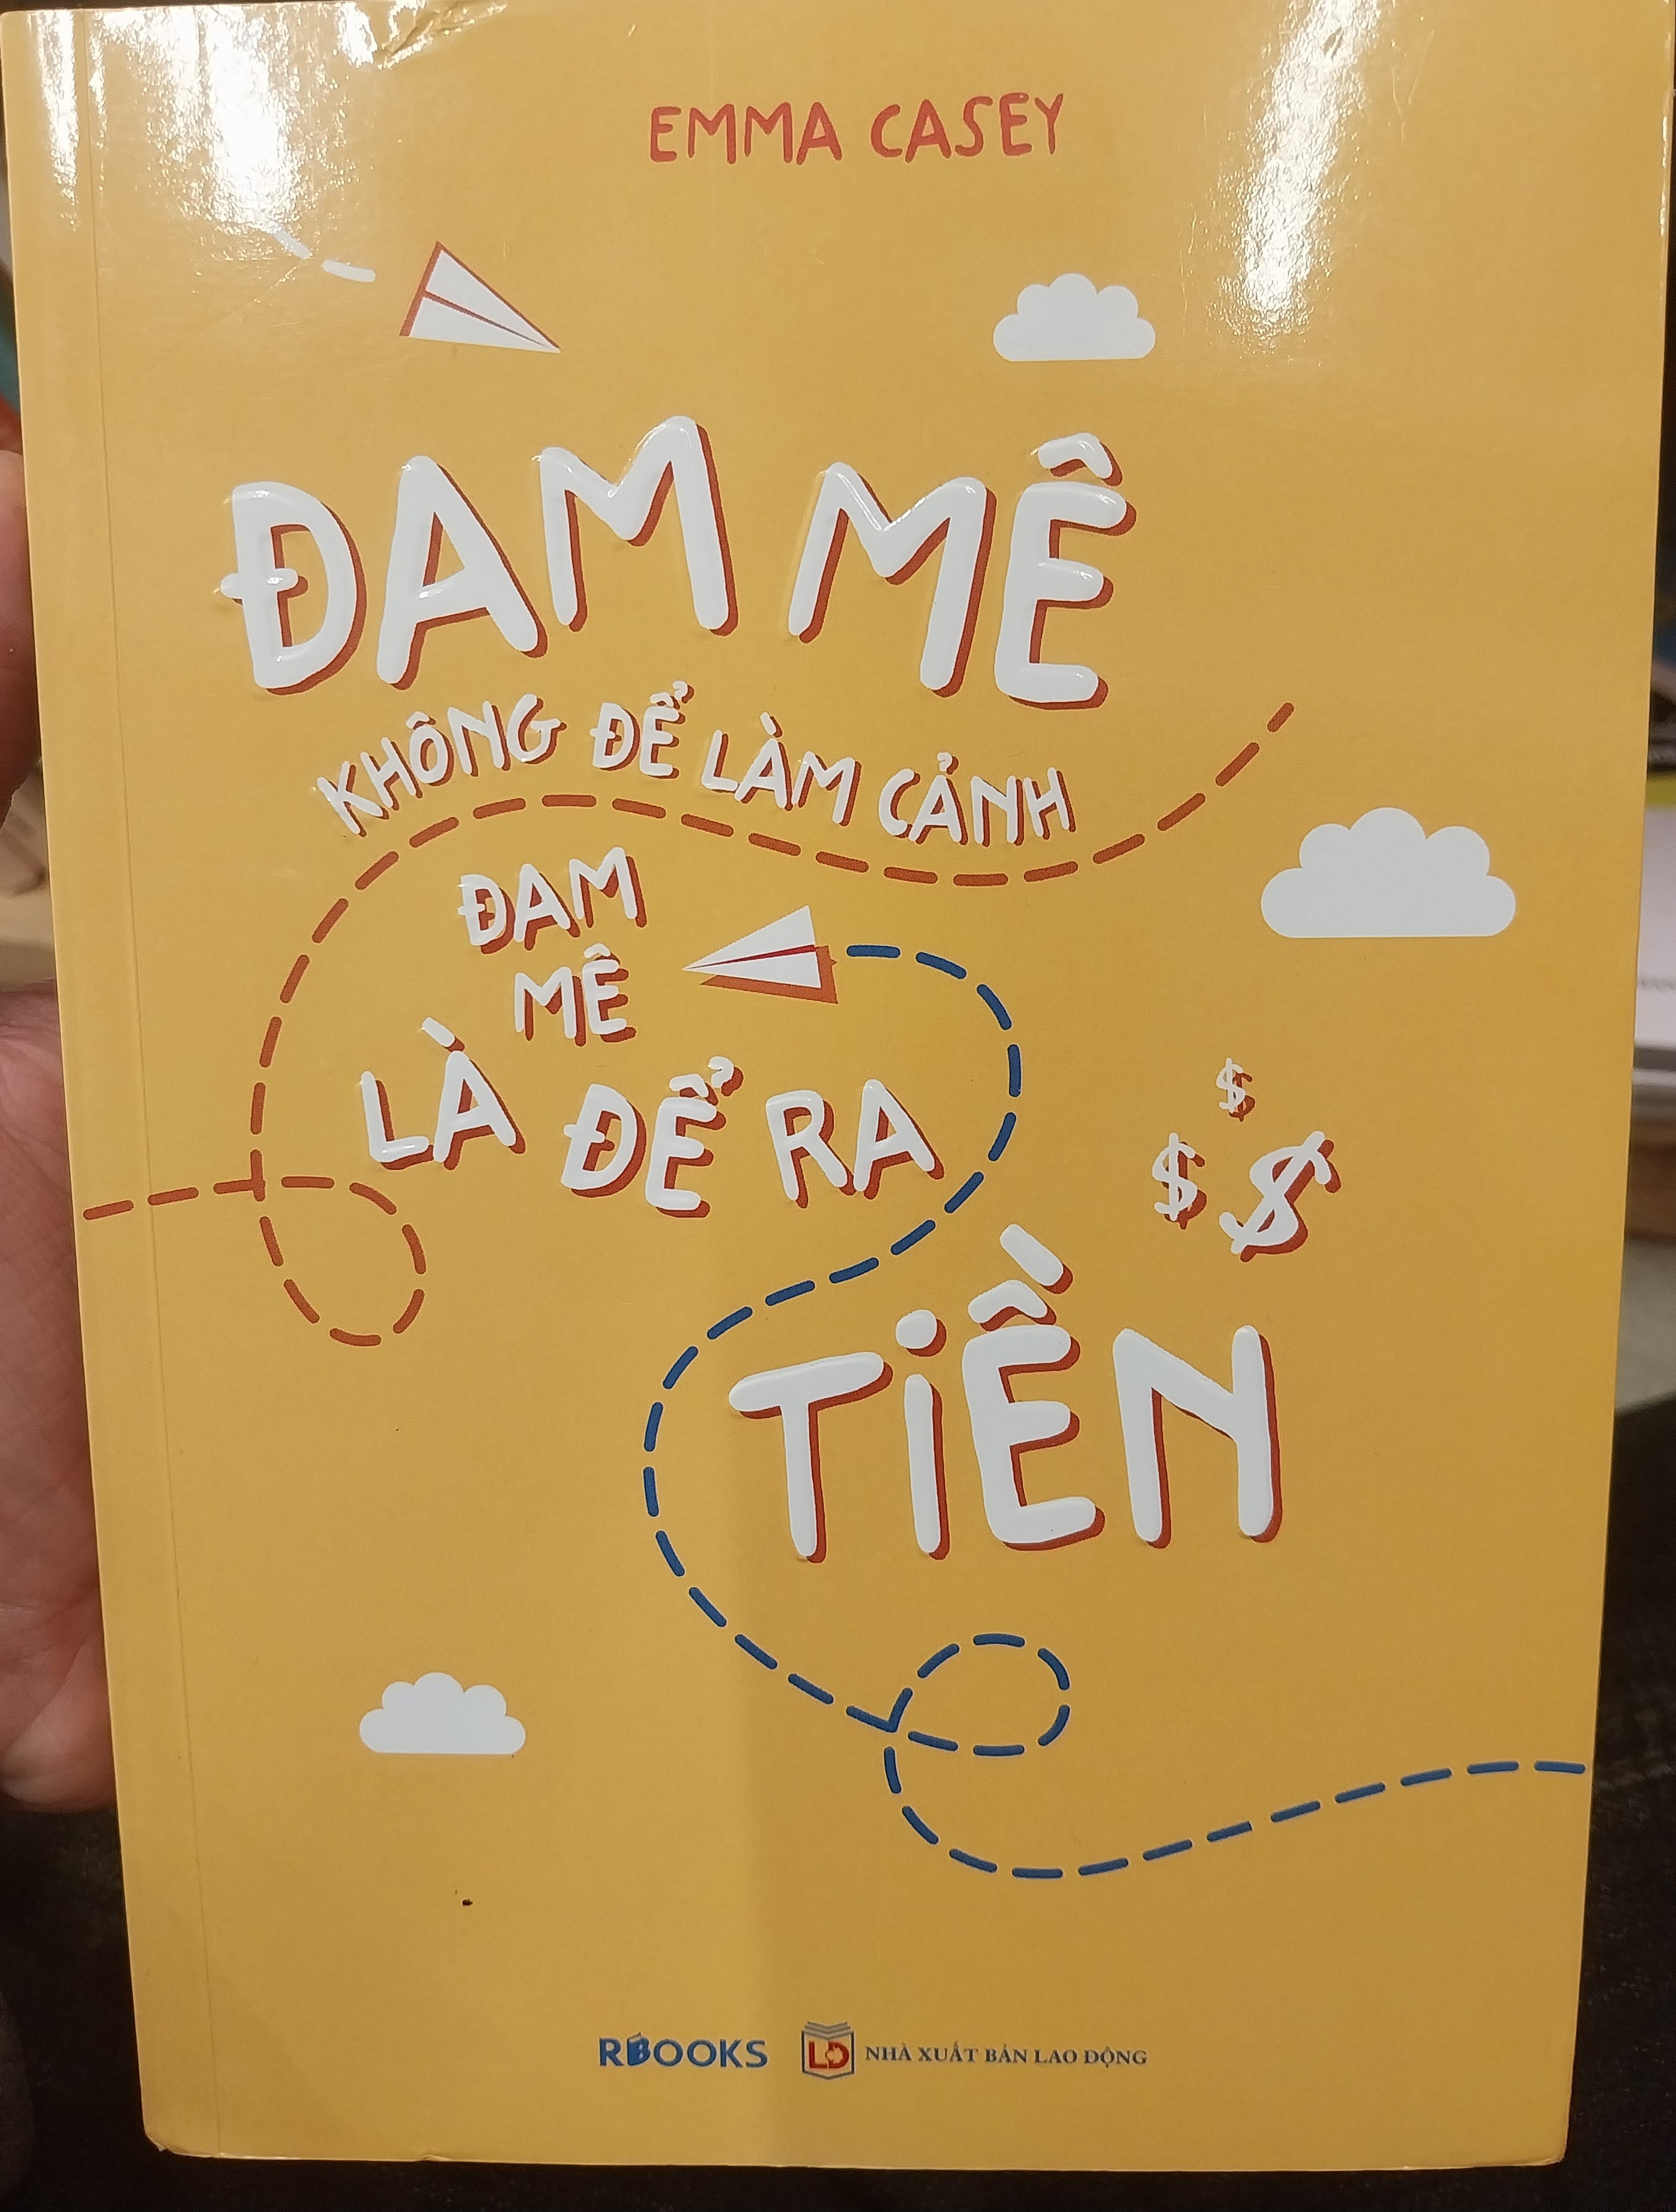 EMMA CASEY
ĐAM MÊ
KHÔNG ĐỂ LÀM CẢNH
ĐAM
MÊ
LÀ ĐỂ RA
$
$ $
TiỀN
RBOOKS LĐ NHÀ XUẤT BẢN LAO ĐỘNG